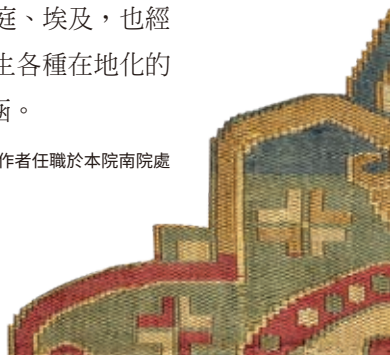 庭、埃及，也經
生各種在地化的
涵。
作者任職於本院南院處